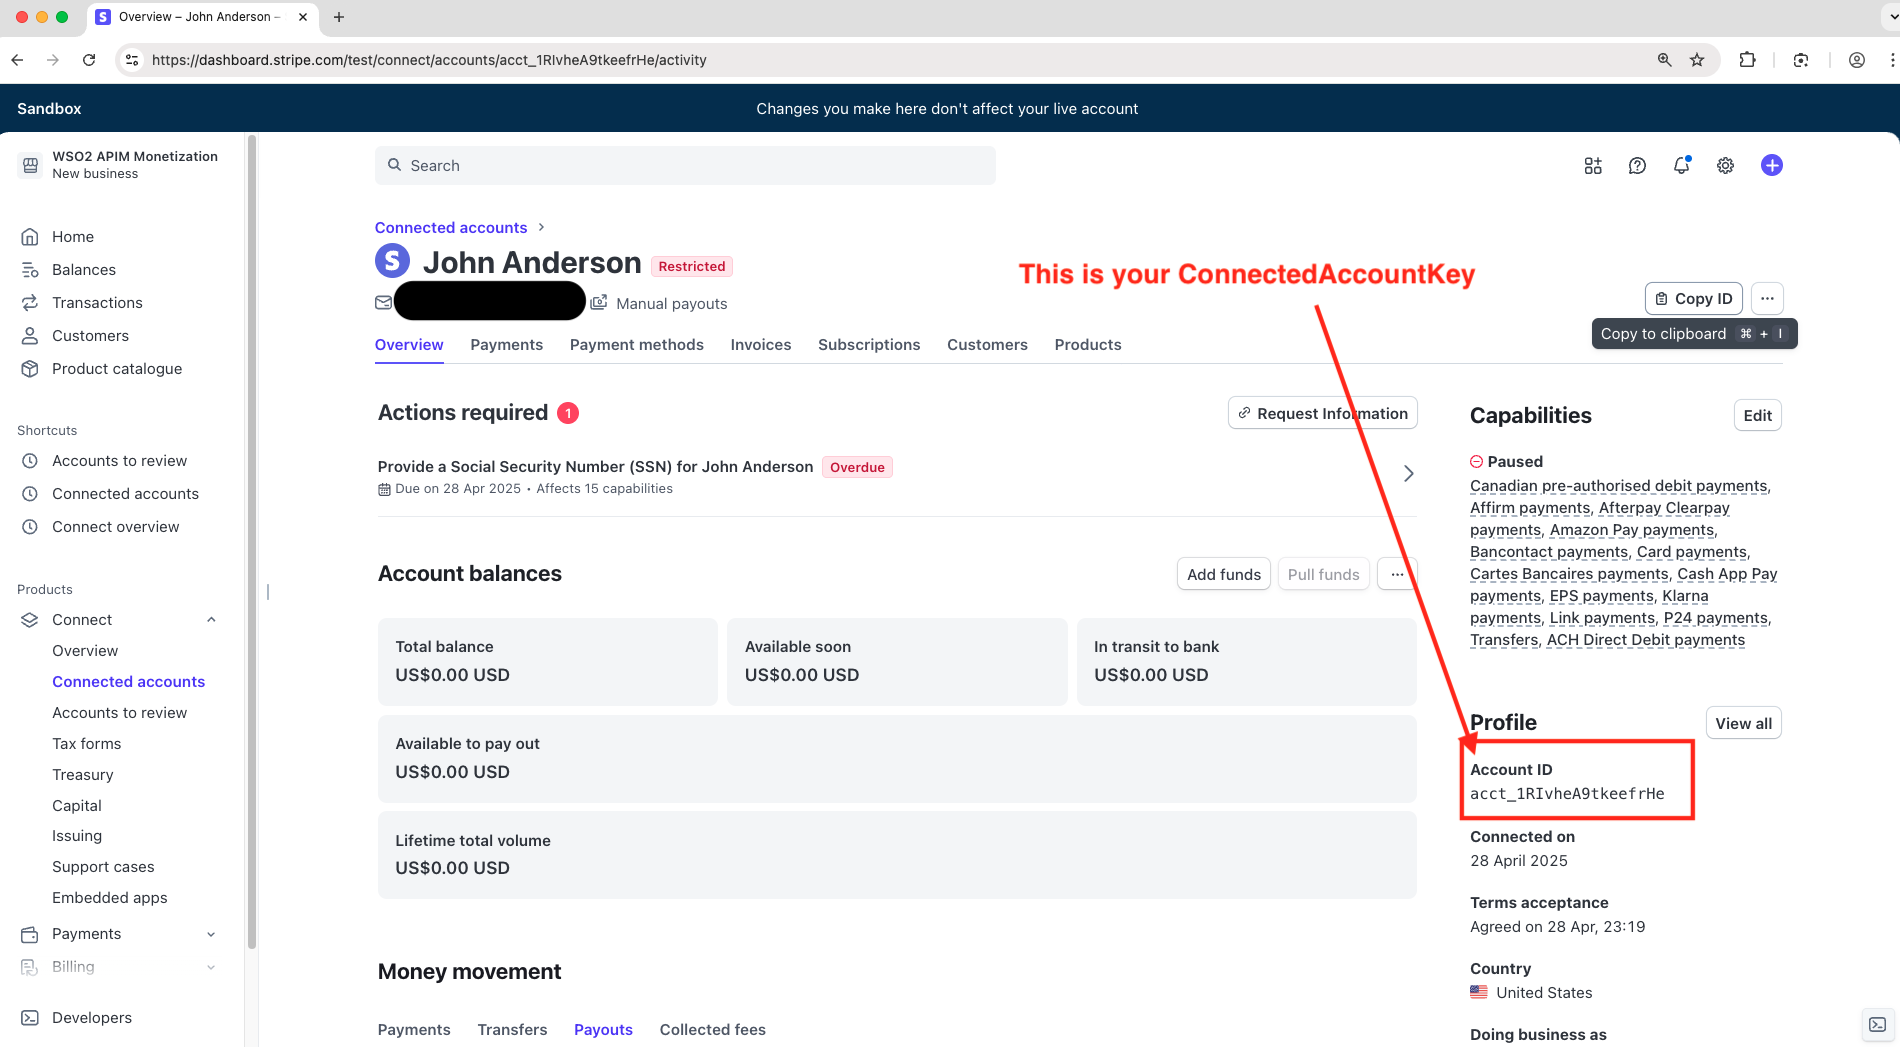 Overview – John Anderson –
https://dashboard.stripe.com/test/connect/accounts/acct_1RIvheA9tkeefrHe/activity
Sandbox
Changes you make here don't affect your live account
WSO2 APIM Monetization
New business
Home
Balances
Transactions
Customers
Product catalogue
Shortcuts
Accounts to review
Connected accounts
Connect overview
Products
Connect
Overview
Connected accounts
Accounts to review
Tax forms
Treasury
Capital
Issuing
Support cases
Embedded apps
Payments
Billing
Developers
Search
Connected accounts
S John Anderson Restricted
Manual payouts
This is your ConnectedAccountKey
Copy ID
Copy to clipboard ⌘ + I
Overview Payments Payment methods Invoices Subscriptions Customers Products
Actions required 1
Request Information
Provide a Social Security Number (SSN) for John Anderson Overdue
Due on 28 Apr 2025 • Affects 15 capabilities
Account balances
Add funds Pull funds
Total balance
US$0.00 USD
Available soon
US$0.00 USD
In transit to bank
US$0.00 USD
Available to pay out
US$0.00 USD
Lifetime total volume
US$0.00 USD
Money movement
Payments Transfers Payouts Collected fees
Capabilities Edit
Paused
Canadian pre-authorised debit payments,
Affirm payments, Afterpay Clearpay
payments, Amazon Pay payments,
Bancontact payments, Card payments,
Cartes Bancaires payments, Cash App Pay
payments, EPS payments, Klarna
payments, Link payments, P24 payments,
Transfers, ACH Direct Debit payments
Profile View all
Account ID
acct_1RIvheA9tkeefrHe
Connected on
28 April 2025
Terms acceptance
Agreed on 28 Apr, 23:19
Country
United States
Doing business as